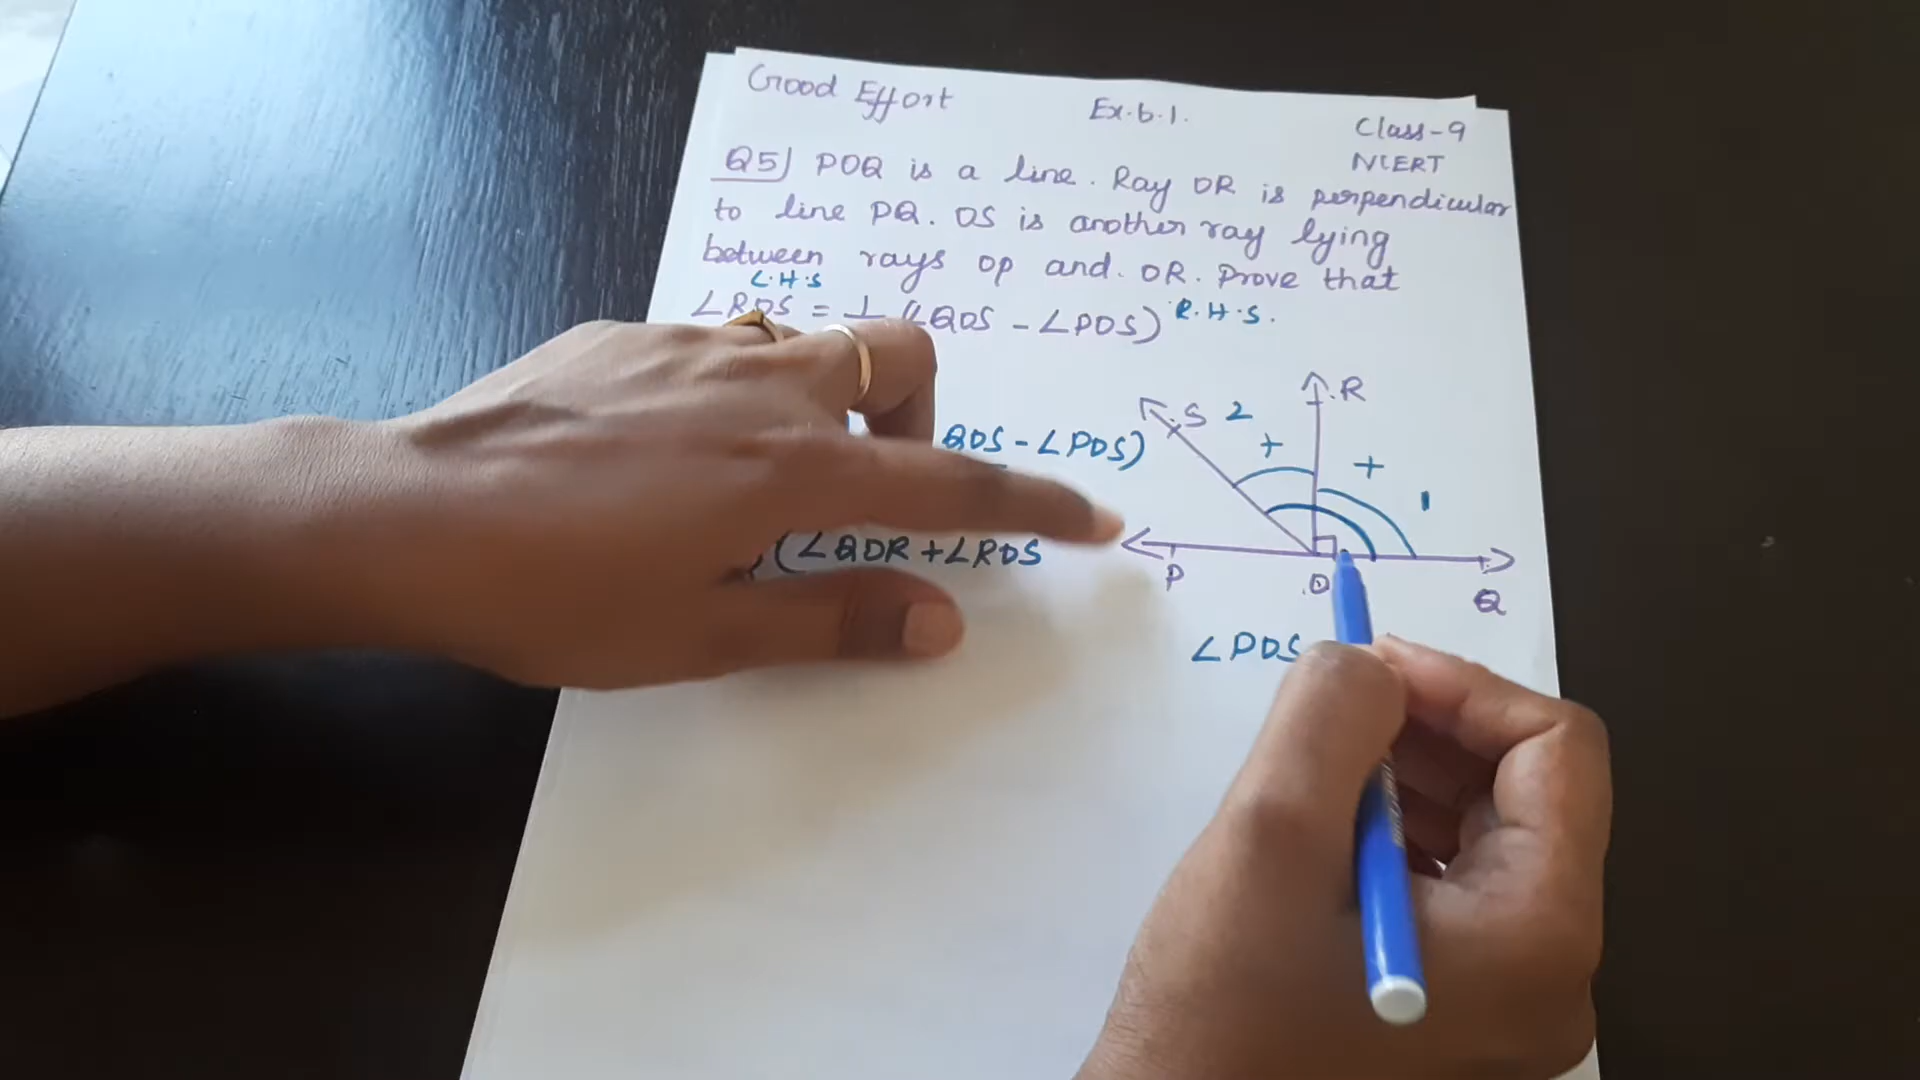 Good Effort Ex.6.1. Class-9
NCERT
Q5) POQ is a line. Ray OR is perpendicular
to line PQ. OS is another ray lying
between rays OP and. OR. Prove that
L.H.S
∠ROS = 1 (∠QOS - ∠POS) R.H.S.
R
S 2
+
QOS - ∠POS)
+
1
(∠QOR + ∠ROS
P O Q
∠POS